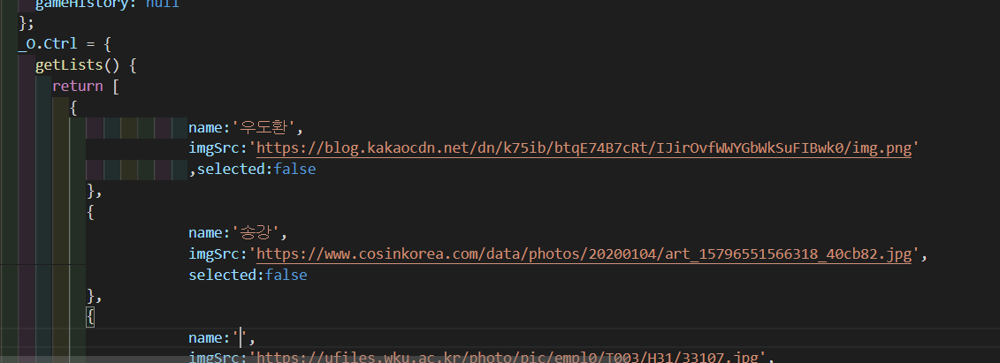 gameHistory: null
};
_O.Ctrl = {
getLists() {
return [
{
name:'우도환',
imgSrc:'https://blog.kakaocdn.net/dn/k75ib/btqE74B7cRt/IJirOvfWWYGbWkSuFIBwk0/img.png'
,selected:false
},
{
name:'송강',
imgSrc:'https://www.cosinkorea.com/data/photos/20200104/art_15796551566318_40cb82.jpg',
selected:false
},
{
name:'',
imgSrc:'https://ufiles.wku.ac.kr/photo/pic/empl0/T003/H31/33107.jpg',